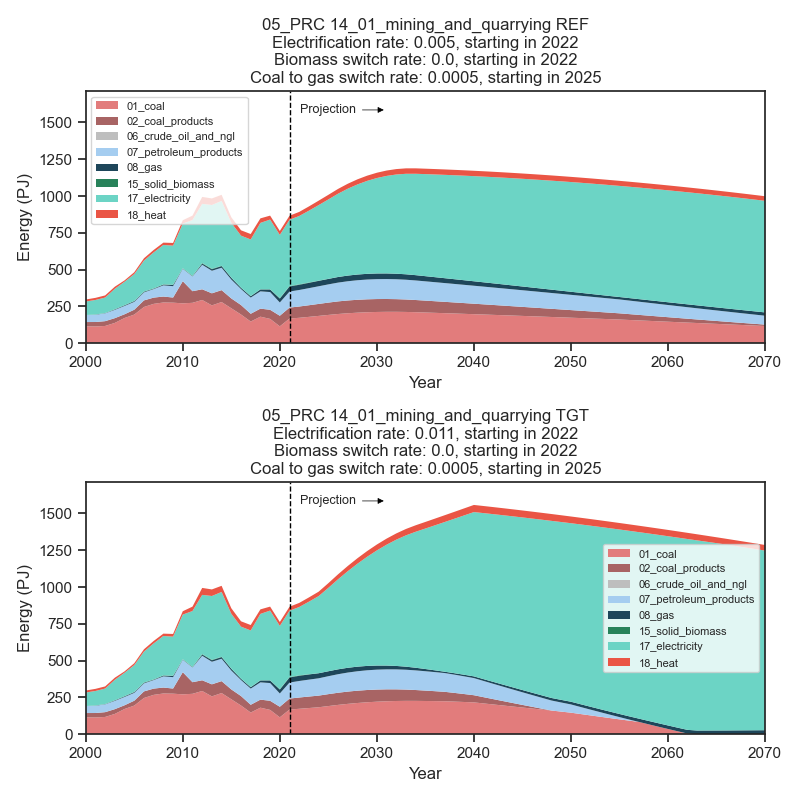 05_PRC 14_01_mining_and_quarrying REF
Electrification rate: 0.005, starting in 2022
Biomass switch rate: 0.0, starting in 2022
Coal to gas switch rate: 0.0005, starting in 2025
01_coal
02_coal_products
06_crude_oil_and_ngl
07_petroleum_products
08_gas
15_solid_biomass
17_electricity
18_heat
Projection
Energy (PJ)
1500
1250
1000
750
500
250
0
2000 2010 2020 2030 2040 2050 2060 2070
Year
05_PRC 14_01_mining_and_quarrying TGT
Electrification rate: 0.011, starting in 2022
Biomass switch rate: 0.0, starting in 2022
Coal to gas switch rate: 0.0005, starting in 2025
Projection
Energy (PJ)
1500
1250
1000
750
500
250
0
01_coal
02_coal_products
06_crude_oil_and_ngl
07_petroleum_products
08_gas
15_solid_biomass
17_electricity
18_heat
2000 2010 2020 2030 2040 2050 2060 2070
Year